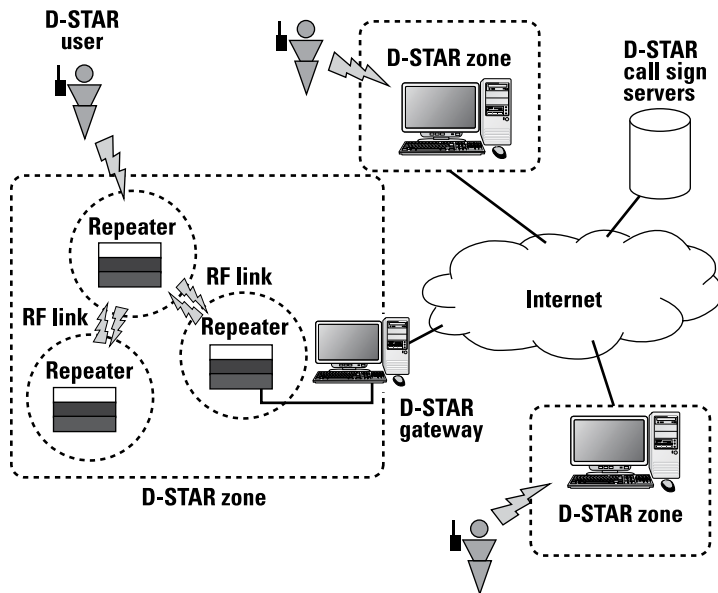 D-STAR
user
D-STAR zone
D-STAR
call sign
servers
Repeater
RF link
RF link
Repeater
Repeater
Internet
D-STAR
gateway
D-STAR zone
D-STAR zone